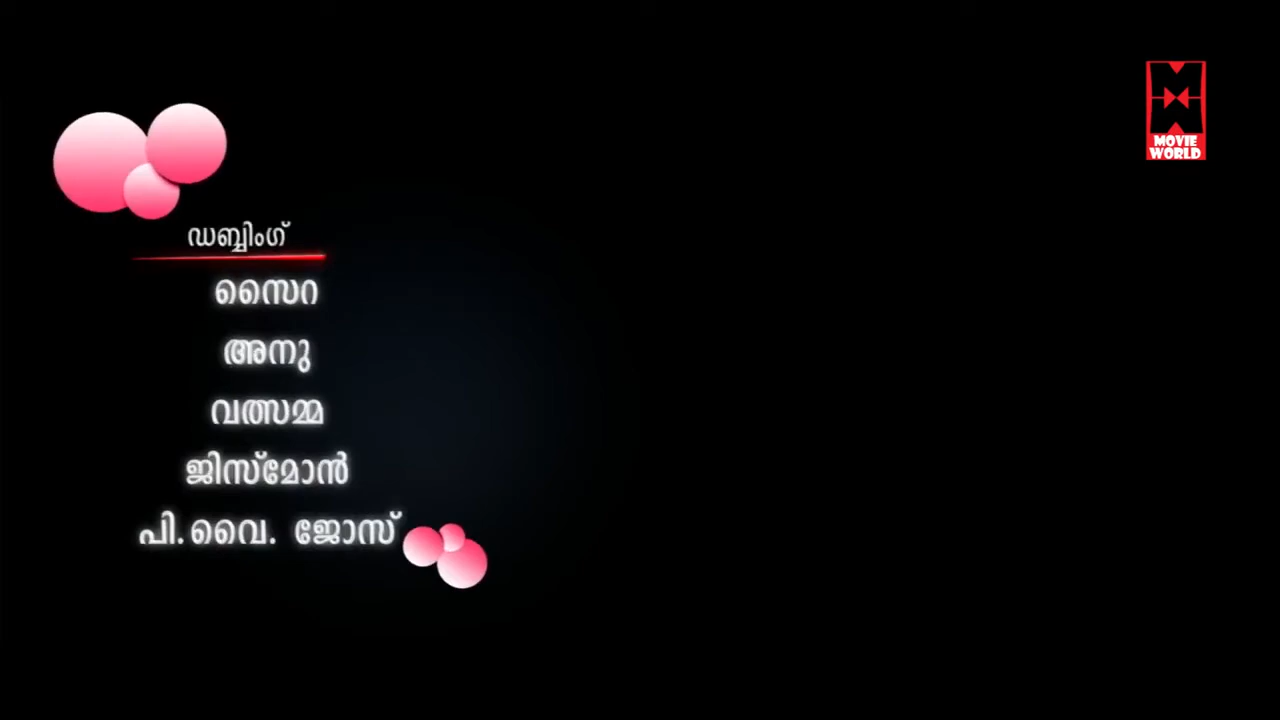 MOVIE
WORLD
ഡബ്ബിംഗ്
സൈറ
അനു
വത്സമ്മ
ജിസ്മോൻ
പി.വൈ. ജോസ്